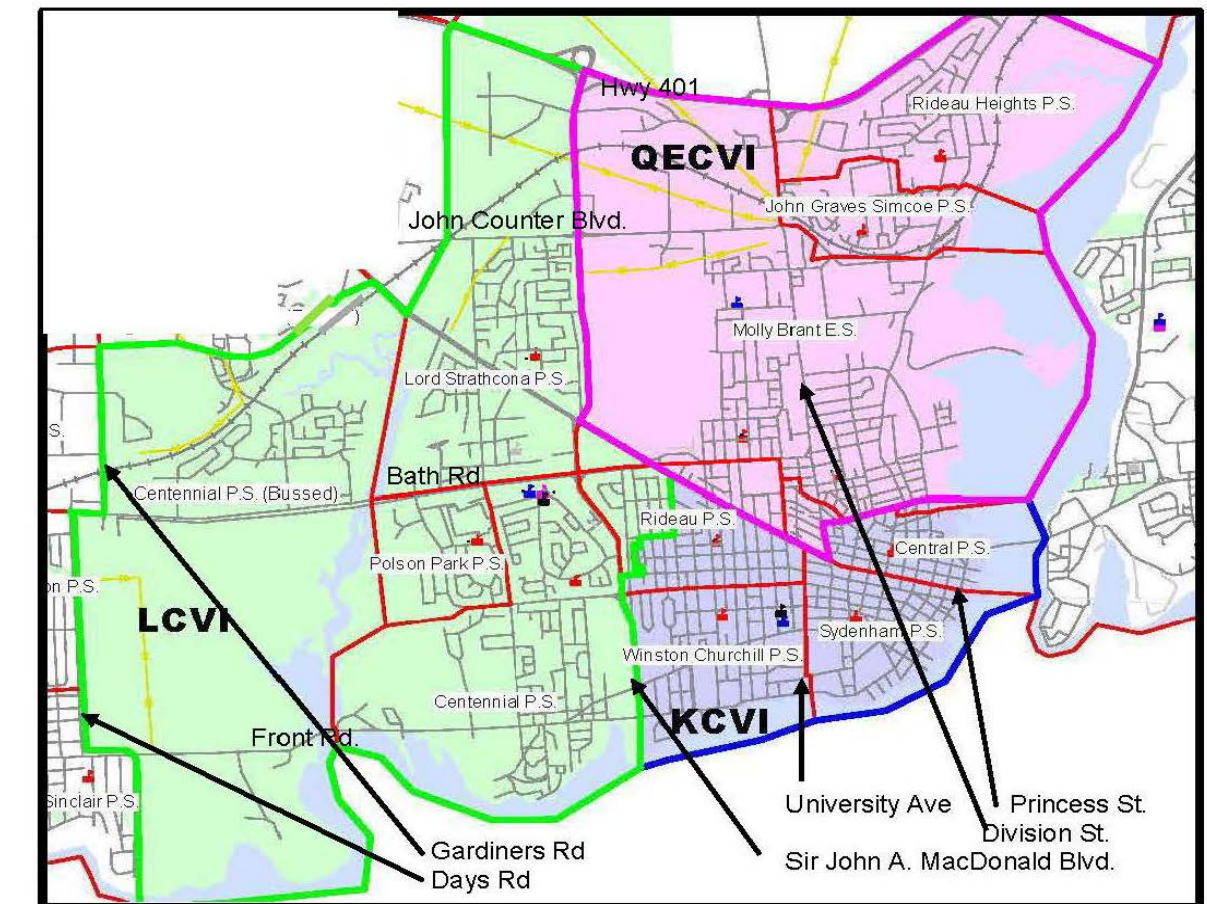 Hwy 401
Rideau Heights P.S.
QECVI
John Graves Simcoe P.S.
John Counter Blvd.
)
Molly Brant E.S.
Lord Strathcona P.S.
S.
Bath Rd.
Centennial P.S. (Bussed)
Rideau P.S.
Central P.S.
Polson Park P.S.
on P.S.
LCVI
Sydenham P.S.
Winston Churchill P.S.
Centennial P.S.
KCVI
Front Rd.
Sinclair P.S.
University Ave
Princess St.
Division St.
Gardiners Rd
Sir John A. MacDonald Blvd.
Days Rd